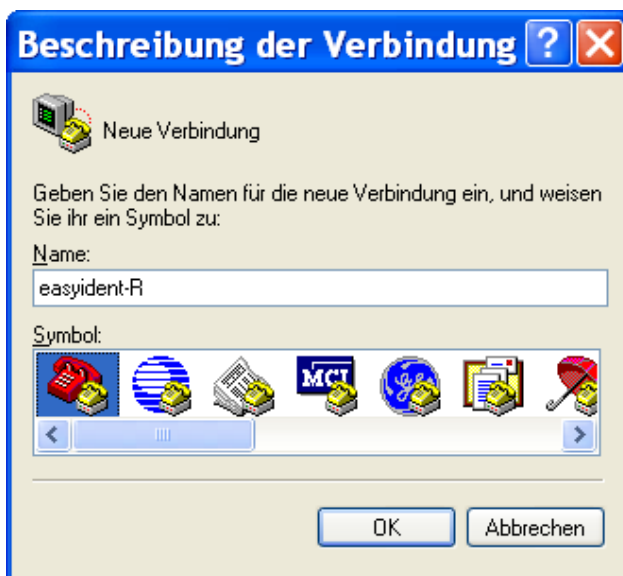 Beschreibung der Verbindung
Neue Verbindung
Geben Sie den Namen für die neue Verbindung ein, und weisen
Sie ihr ein Symbol zu:
Name:
easyident-R
Symbol:
MCI
OK Abbrechen